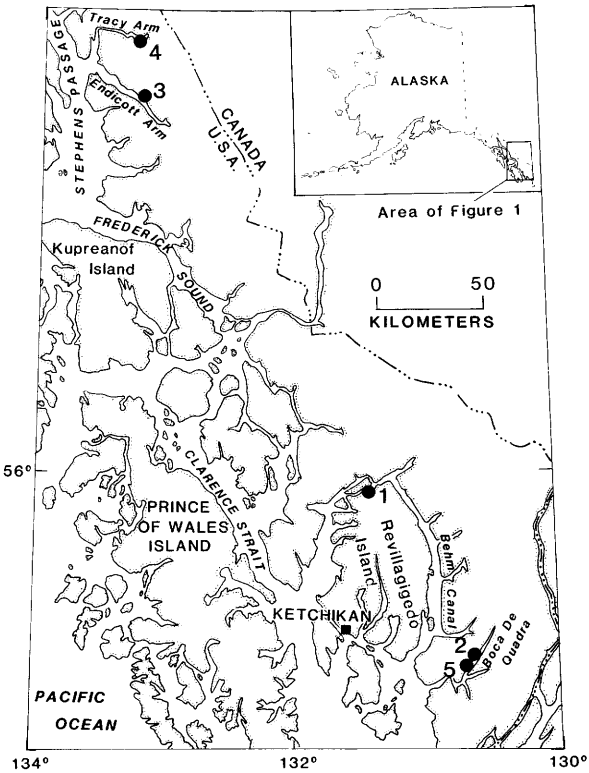 Tracy Arm
4
3
Endicott Arm
STEPHENS PASSAGE
CANADA
U.S.A.
ALASKA
Area of Figure 1
FREDERICK
SOUND
Kupreanof
Island
0 50
KILOMETERS
56°
CLARENCE STRAIT
PRINCE
OF WALES
ISLAND
1
Revillagigedo
Island
Behm
Canal
KETCHIKAN
2
5
Boca De
Quadra
PACIFIC
OCEAN
134° 132° 130°